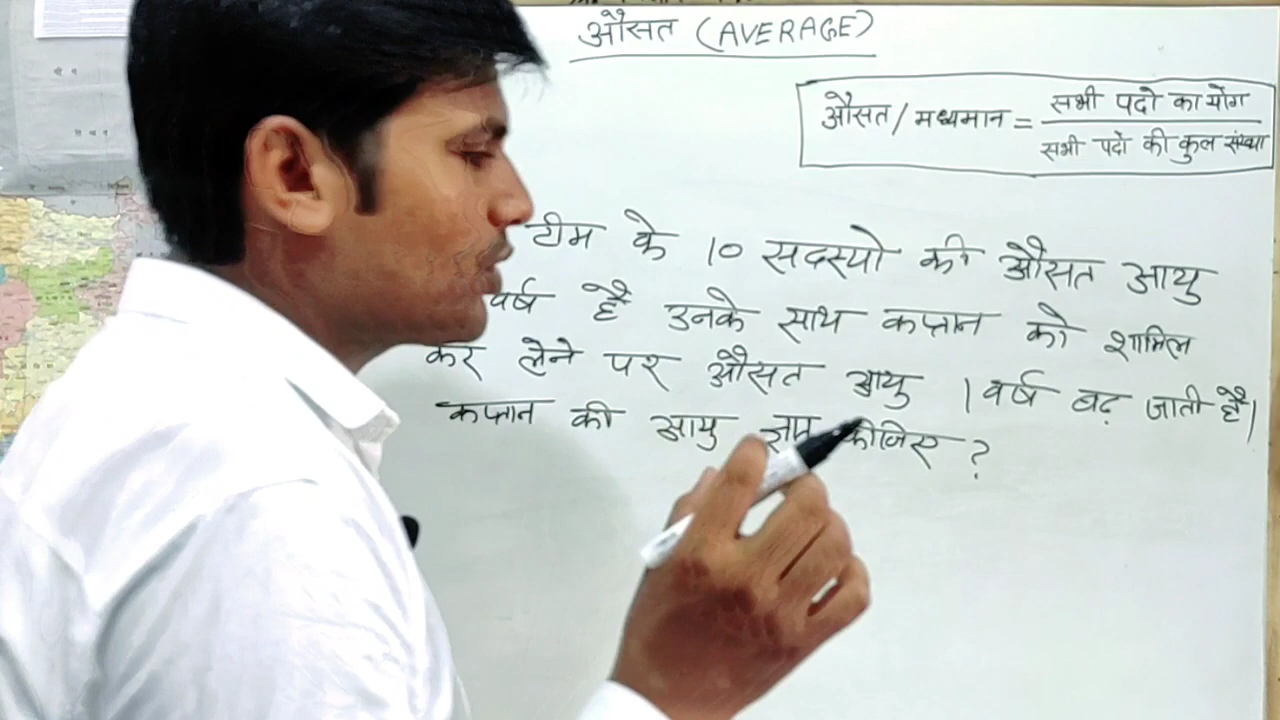 औसत (AVERAGE)
औसत / मध्यमान = सभी पदो का योग
सभी पदो की कुल संख्या
टीम के 10 सदस्यो की औसत आयु
वर्ष है उनके साथ कप्तान को शामिल
कर लेने पर औसत आयु 1 वर्ष बढ़ जाती है।
कप्तान की आयु ज्ञात कीजिए ?